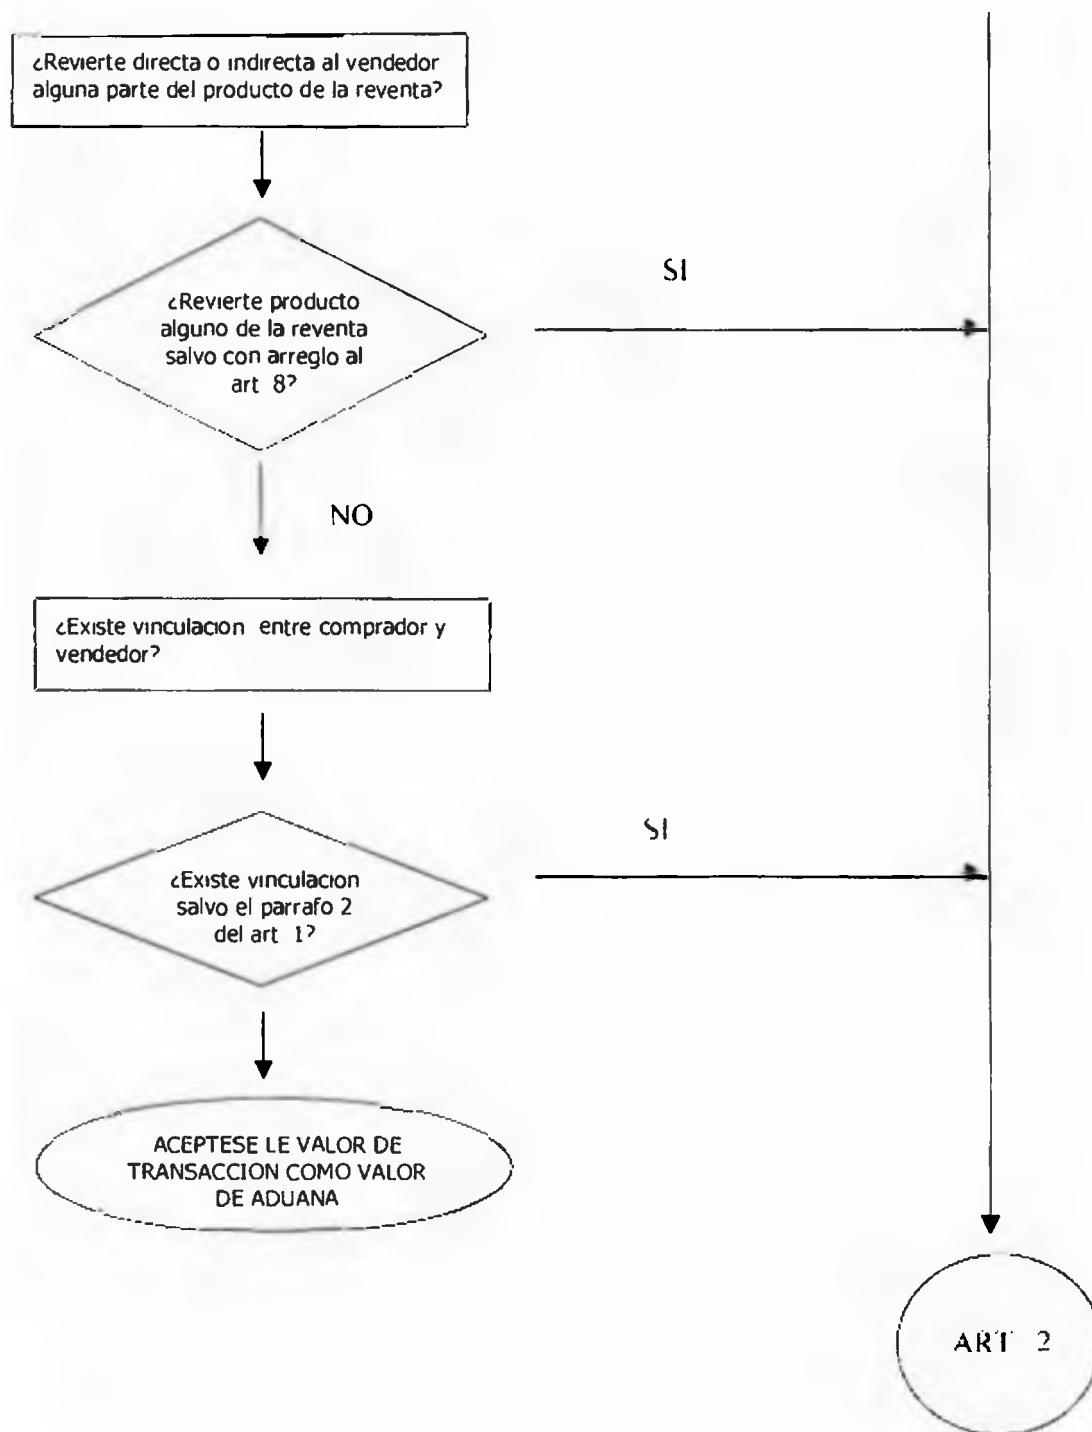 ¿Revierte directa o indirecta al vendedor
alguna parte del producto de la reventa?
¿Revierte producto
alguno de la reventa
salvo con arreglo al
art 8?
SI
NO
¿Existe vinculacion entre comprador y
vendedor?
¿Existe vinculacion
salvo el parrafo 2
del art 1?
SI
ACEPTESE LE VALOR DE
TRANSACCION COMO VALOR
DE ADUANA
ART 2